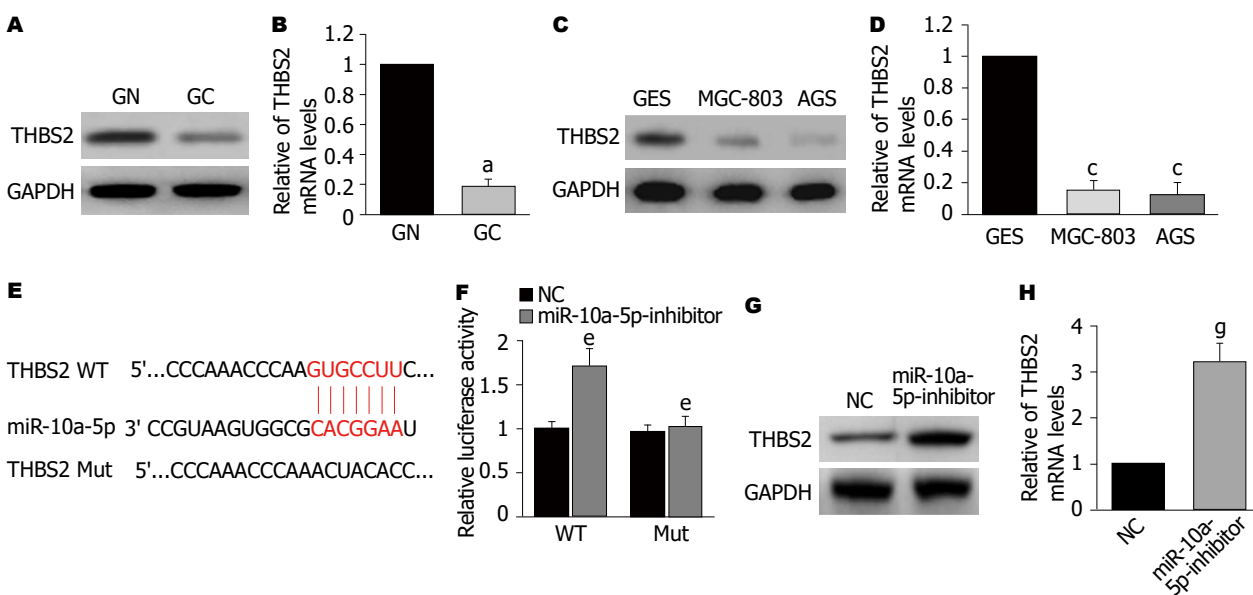 A
GN GC
THBS2
GAPDH
B
Relative of THBS2
mRNA levels
1.2
1
0.8
0.6
0.4
0.2
0
a
GN GC
C
GES MGC-803 AGS
THBS2
GAPDH
D
Relative of THBS2
mRNA levels
1.2
1
0.8
0.6
0.4
0.2
0
c c
GES MGC-803 AGS
E
THBS2 WT 5'...CCCAAACCCAAGUGCCUUC...
miR-10a-5p 3' CCGUAAGUGGCGCACGGAAU
THBS2 Mut 5'...CCCAAACCCAAACUACACC...
F
NC
miR-10a-5p-inhibitor
Relative luciferase activity
2
1.5
1
0.5
0
e e
WT Mut
G
NC miR-10a-
5p-inhibitor
THBS2
GAPDH
H
Relative of THBS2
mRNA levels
4
3
2
1
0
g
NC
miR-10a-
5p-inhibitor